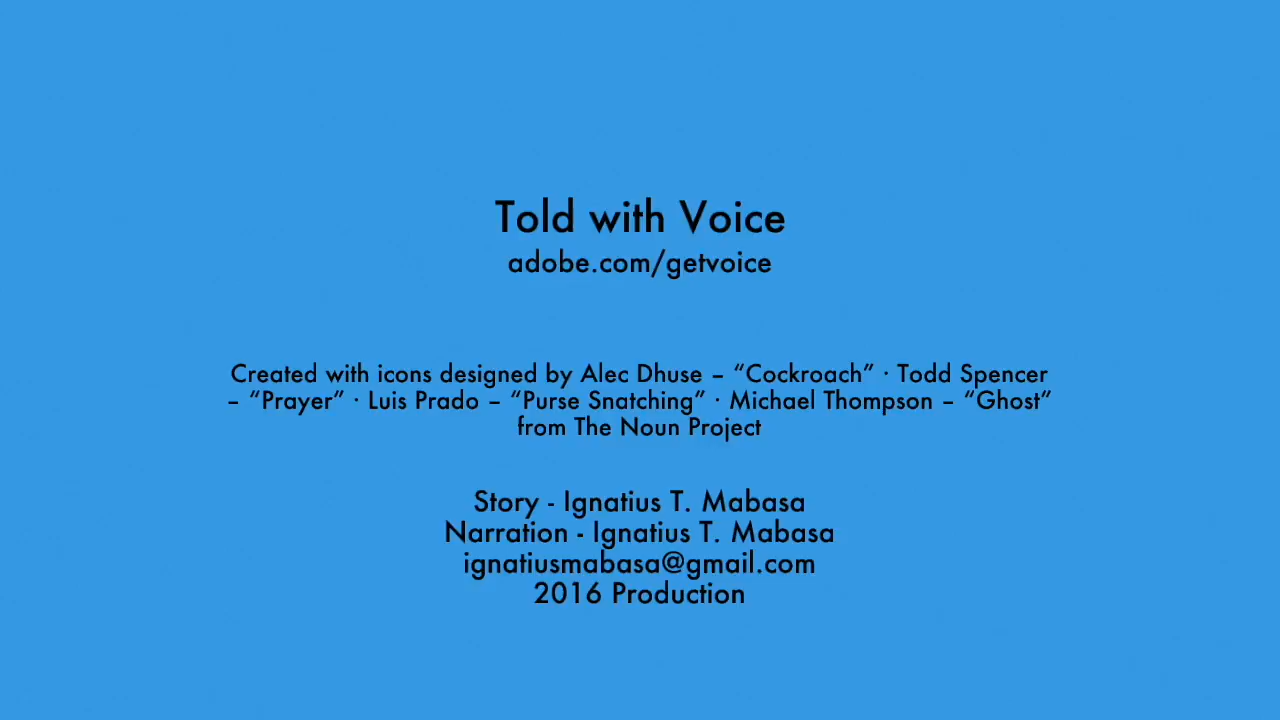 Told with Voice
adobe.com/getvoice
Created with icons designed by Alec Dhuse – “Cockroach” · Todd Spencer
– “Prayer” · Luis Prado – “Purse Snatching” · Michael Thompson – “Ghost”
from The Noun Project
Story - Ignatius T. Mabasa
Narration - Ignatius T. Mabasa
ignatiusmabasa@gmail.com
2016 Production